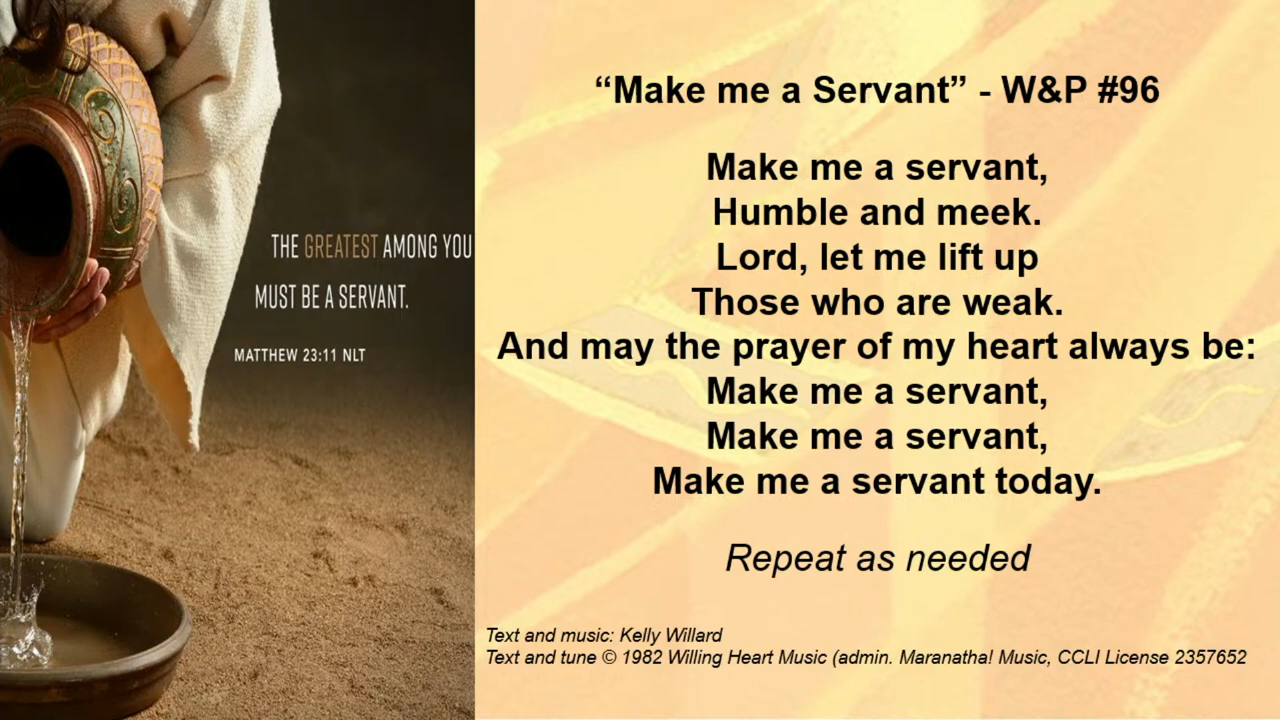 THE GREATEST AMONG YOU
MUST BE A SERVANT.
MATTHEW 23:11 NLT
“Make me a Servant” - W&P #96
Make me a servant,
Humble and meek.
Lord, let me lift up
Those who are weak.
And may the prayer of my heart always be:
Make me a servant,
Make me a servant,
Make me a servant today.
Repeat as needed
Text and music: Kelly Willard
Text and tune © 1982 Willing Heart Music (admin. Maranatha! Music, CCLI License 2357652